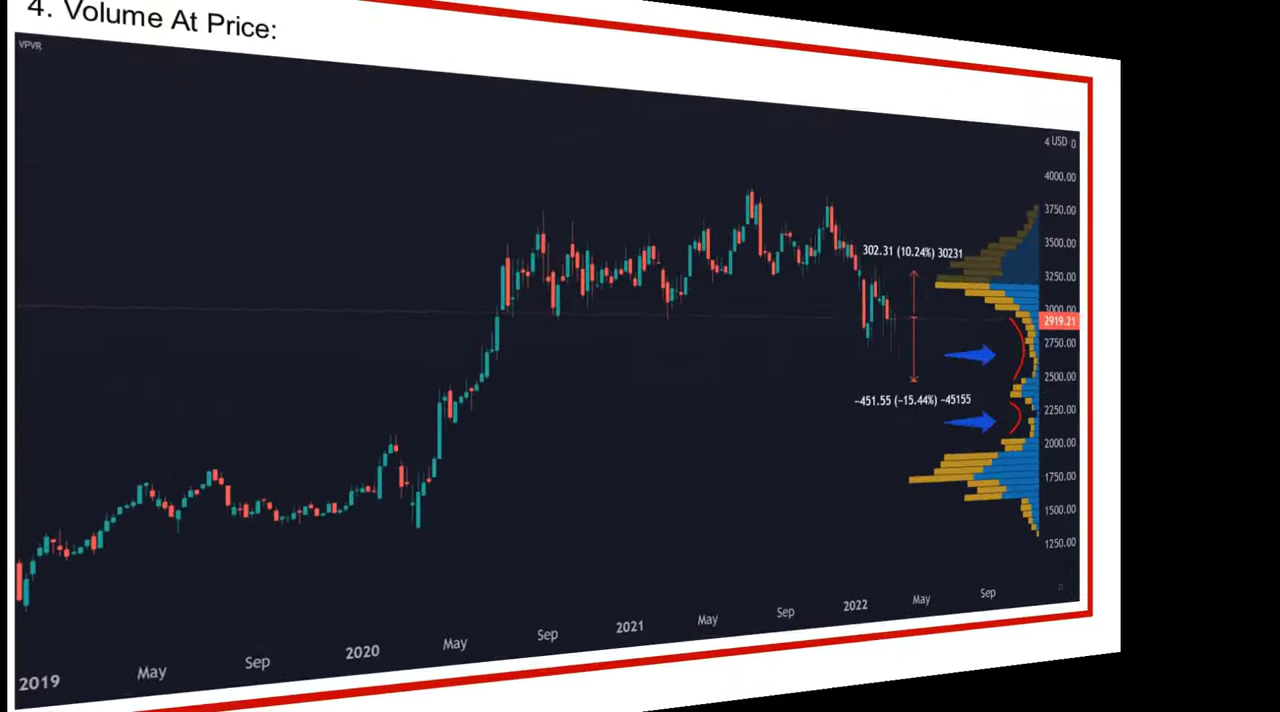 4. Volume At Price:
VPVR
USD
4000.00
3750.00
3500.00
3250.00
3000.00
2919.21
2750.00
2500.00
2250.00
2000.00
1750.00
1500.00
1250.00
302.31 (10.24%) 30231
−451.55 (−15.44%) −45155
2019
May
Sep
2020
May
Sep
2021
May
Sep
2022
May
Sep